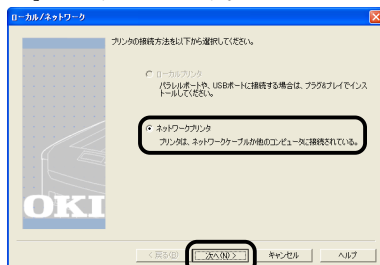 ローカル/ネットワーク
プリンタの接続方法を以下から選択してください。
ローカルプリンタ
パラレルポートや、USBポートに接続する場合は、プラグ&プレイでインス
トールしてください。
ネットワークプリンタ
プリンタは、ネットワークケーブルか他のコンピュータに接続されている。
OKI
< 戻る(B)
次へ(N) >
キャンセル
ヘルプ